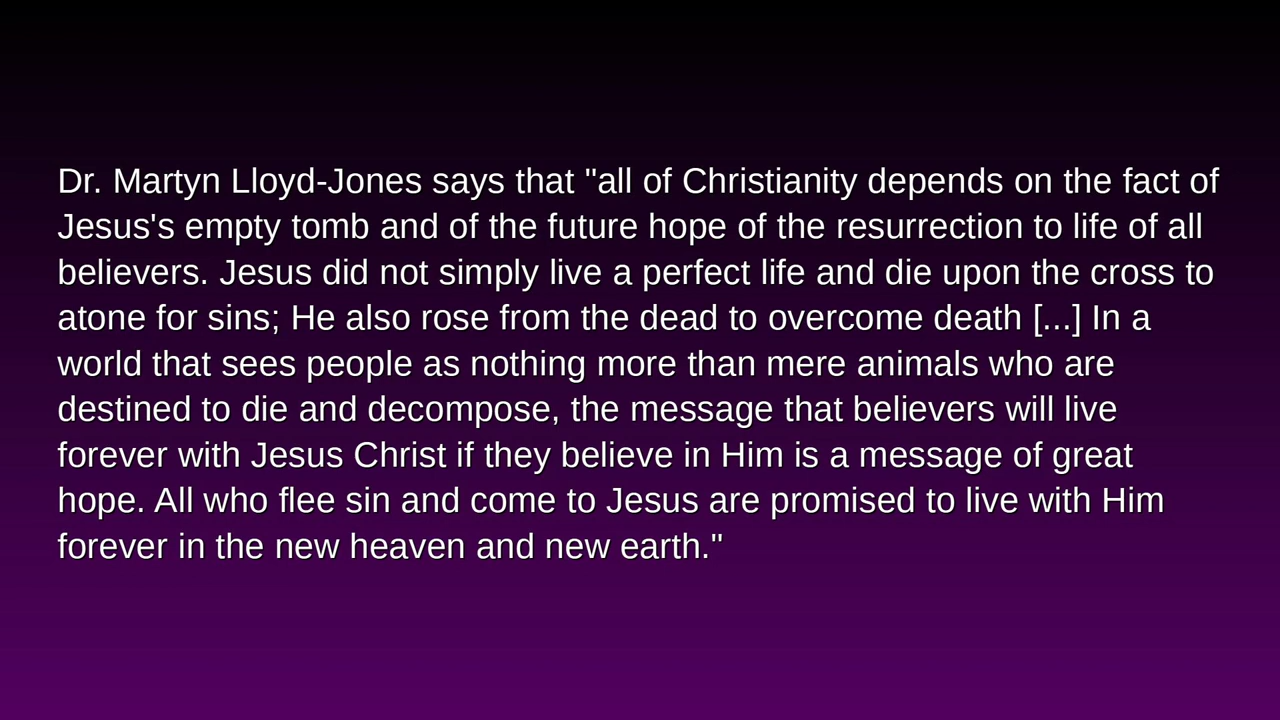 Dr. Martyn Lloyd-Jones says that "all of Christianity depends on the fact of
Jesus's empty tomb and of the future hope of the resurrection to life of all
believers. Jesus did not simply live a perfect life and die upon the cross to
atone for sins; He also rose from the dead to overcome death [...] In a
world that sees people as nothing more than mere animals who are
destined to die and decompose, the message that believers will live
forever with Jesus Christ if they believe in Him is a message of great
hope. All who flee sin and come to Jesus are promised to live with Him
forever in the new heaven and new earth."